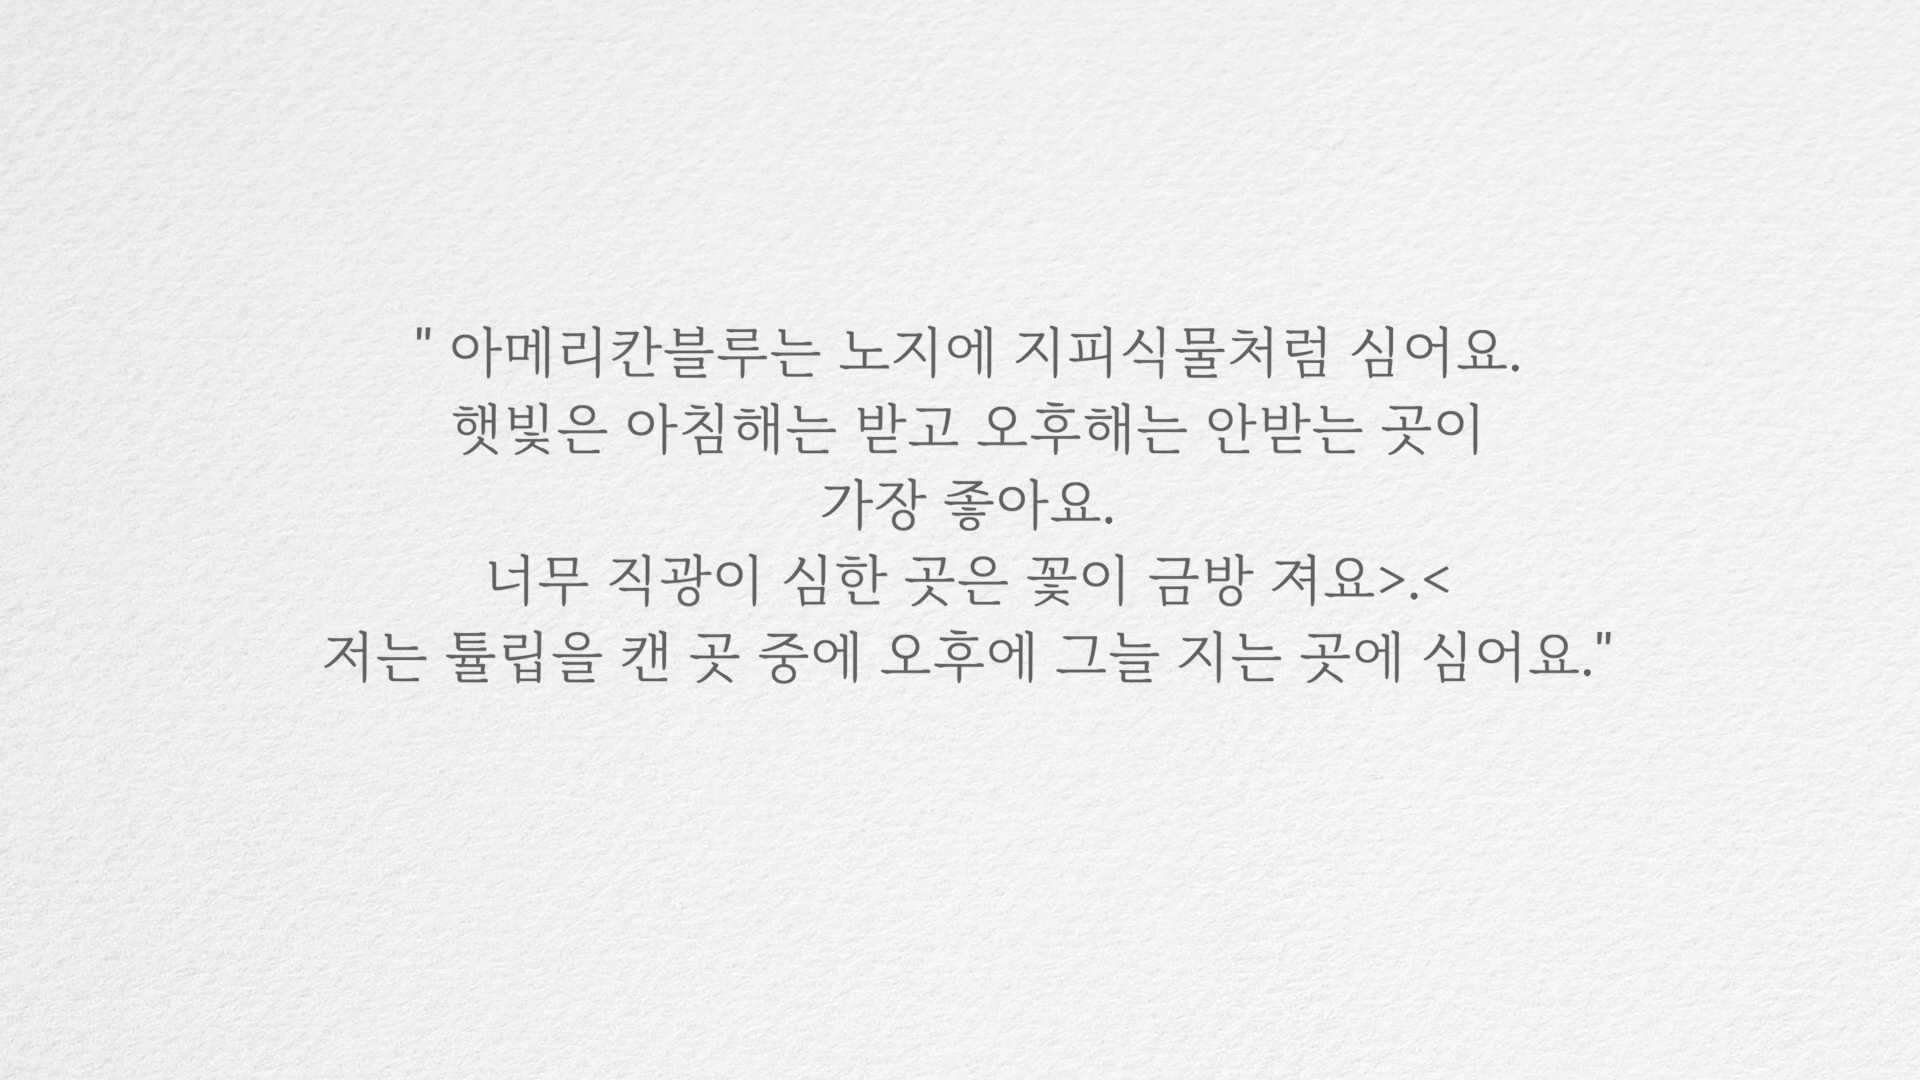 " 아메리칸블루는 노지에 지피식물처럼 심어요.
햇빛은 아침해는 받고 오후해는 안받는 곳이
가장 좋아요.
너무 직광이 심한 곳은 꽃이 금방 져요>.<
저는 튤립을 캔 곳 중에 오후에 그늘 지는 곳에 심어요."